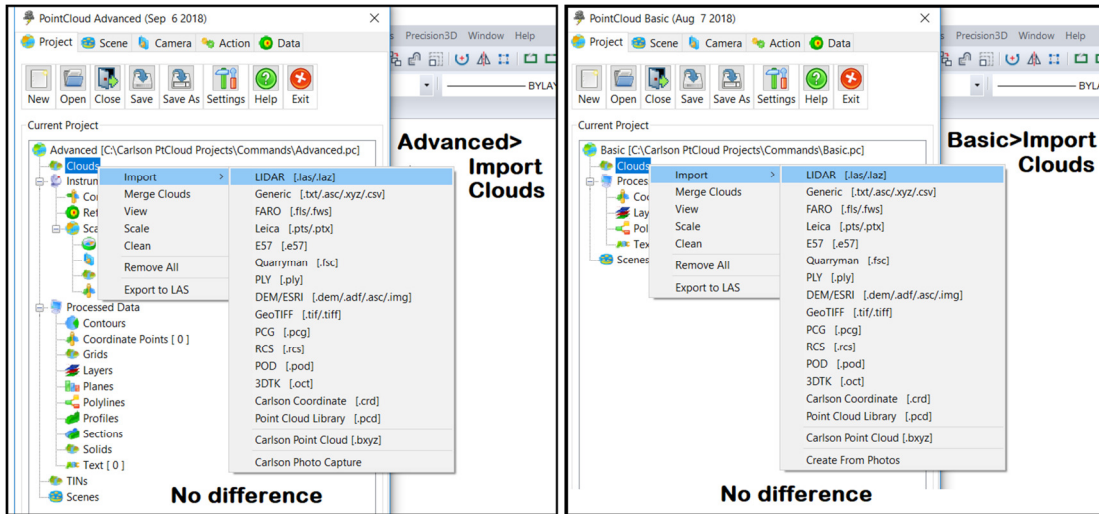 PointCloud Advanced (Sep 6 2018)
Project Scene Camera Action Data
New Open Close Save Save As Settings Help Exit
Current Project
Advanced [C:\Carlson PtCloud Projects\Commands\Advanced.pc]
Clouds
Processed Data
Contours
Coordinate Points [ 0 ]
Grids
Layers
Planes
Polylines
Profiles
Sections
Solids
Text [ 0 ]
TINs
Scenes
Import
Merge Clouds
View
Scale
Clean
Remove All
Export to LAS
LIDAR [.las/.laz]
Generic [.txt/.asc/.xyz/.csv]
FARO [.fls/.fws]
Leica [.pts/.ptx]
E57 [.e57]
Quarryman [.fsc]
PLY [.ply]
DEM/ESRI [.dem/.adf/.asc/.img]
GeoTIFF [.tif/.tiff]
PCG [.pcg]
RCS [.rcs]
POD [.pod]
3DTK [.oct]
Carlson Coordinate [.crd]
Point Cloud Library [.pcd]
Carlson Point Cloud [.bxyz]
Carlson Photo Capture
Precision3D Window Help
Advanced>
Import
Clouds
No difference
PointCloud Basic (Aug 7 2018)
Project Scene Camera Action Data
New Open Close Save Save As Settings Help Exit
Current Project
Basic [C:\Carlson PtCloud Projects\Commands\Basic.pc]
Clouds
Scenes
Import
Merge Clouds
View
Scale
Clean
Remove All
Export to LAS
LIDAR [.las/.laz]
Generic [.txt/.asc/.xyz/.csv]
FARO [.fls/.fws]
Leica [.pts/.ptx]
E57 [.e57]
Quarryman [.fsc]
PLY [.ply]
DEM/ESRI [.dem/.adf/.asc/.img]
GeoTIFF [.tif/.tiff]
PCG [.pcg]
RCS [.rcs]
POD [.pod]
3DTK [.oct]
Carlson Coordinate [.crd]
Point Cloud Library [.pcd]
Carlson Point Cloud [.bxyz]
Create From Photos
Precision3D Window Help
Basic>Import
Clouds
No difference